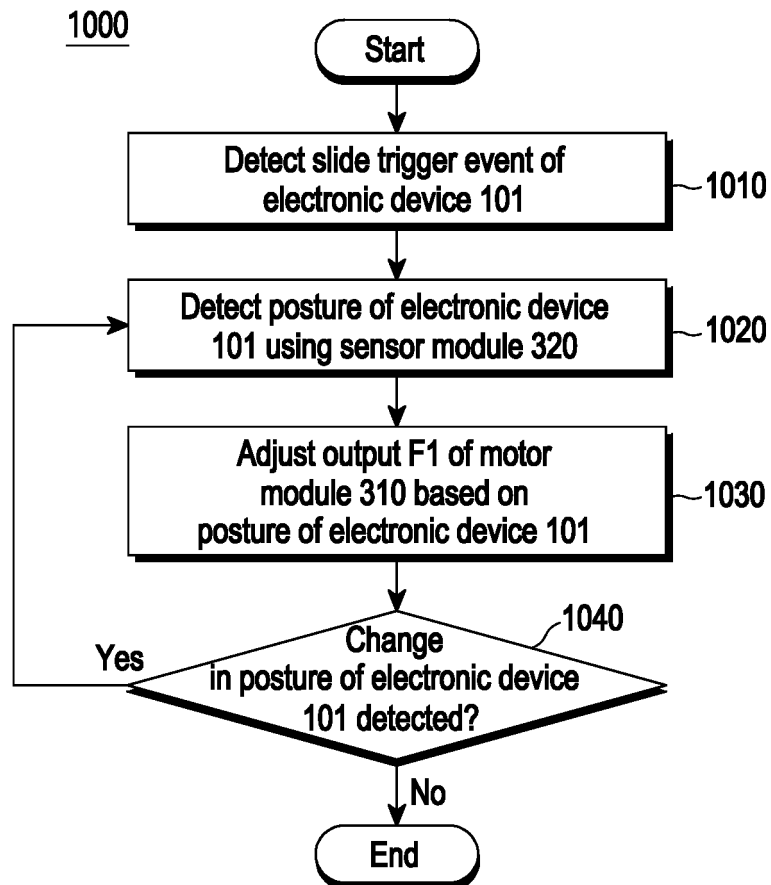 1000
Start
Detect slide trigger event of
electronic device 101
1010
Detect posture of electronic device
101 using sensor module 320
1020
Adjust output F1 of motor
module 310 based on
posture of electronic device 101
1030
1040
Change
in posture of electronic device
101 detected?
Yes
No
End